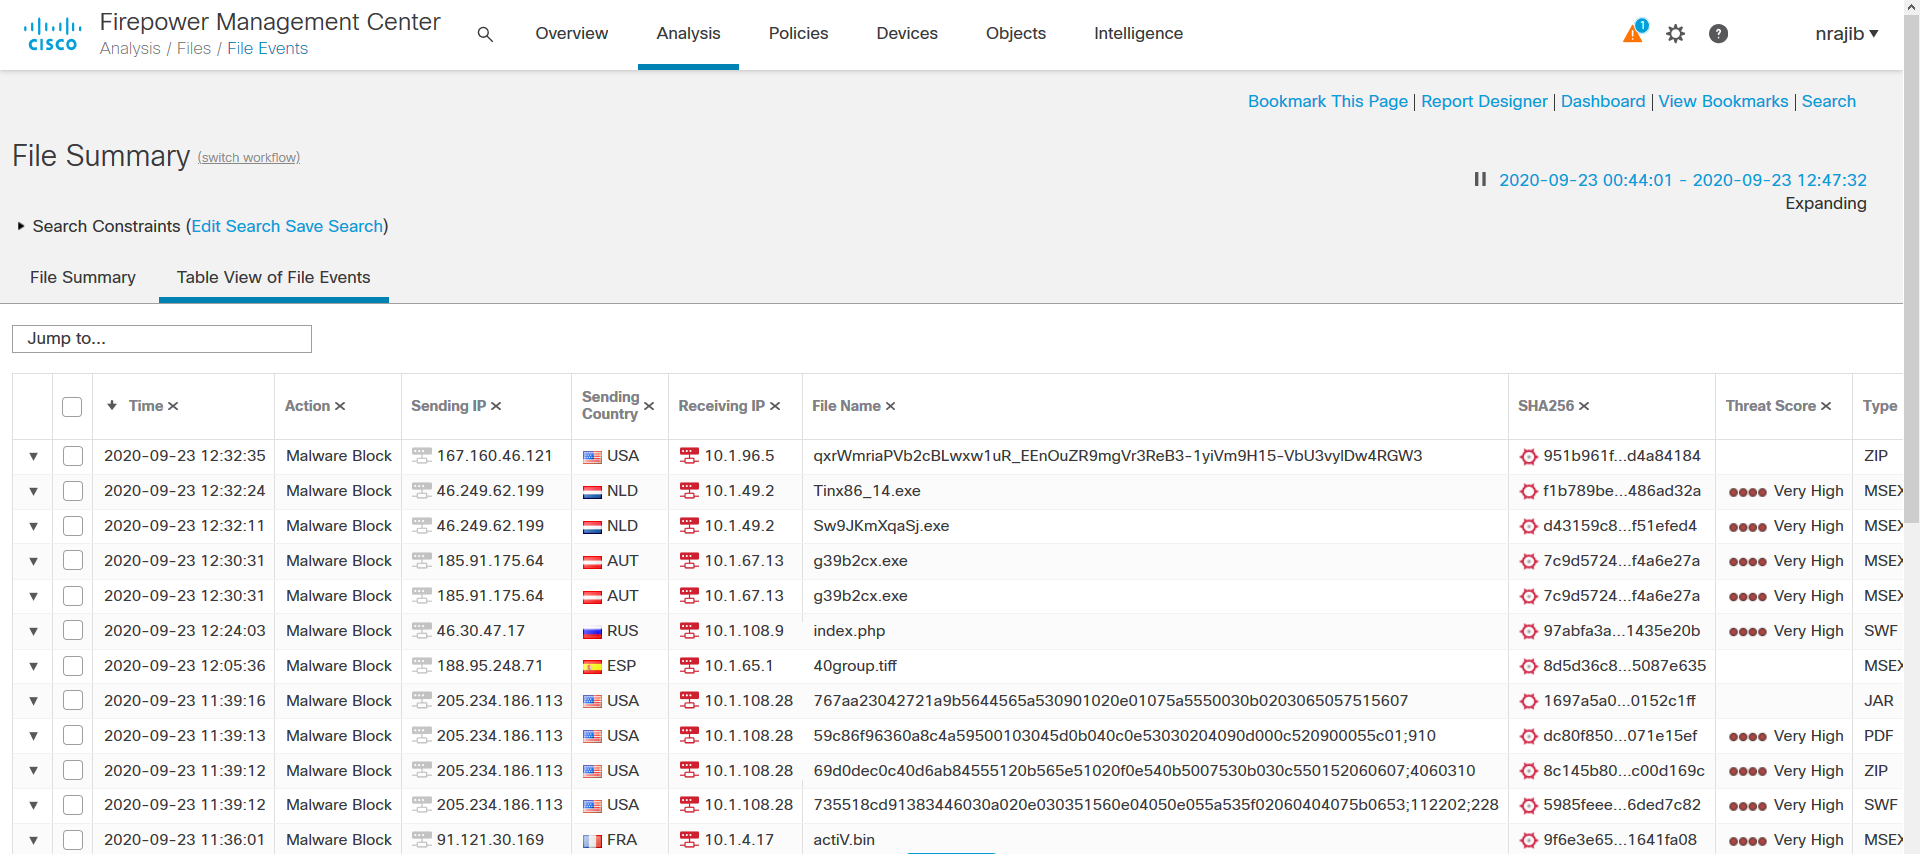 CISCO
Firepower Management Center
Analysis / Files / File Events
Overview Analysis Policies Devices Objects Intelligence
1
?
nrajib
Bookmark This Page | Report Designer | Dashboard | View Bookmarks | Search
File Summary (switch workflow)
2020-09-23 00:44:01 - 2020-09-23 12:47:32
Expanding
Search Constraints (Edit Search Save Search)
File Summary Table View of File Events
Jump to...
Time Action Sending IP Sending Country Receiving IP File Name SHA256 Threat Score Type
2020-09-23 12:32:35 Malware Block 167.160.46.121 USA 10.1.96.5 qxrWmriaPVb2cBLwxw1uR_EEnOuZR9mgVr3ReB3-1yiVm9H15-VbU3vylDw4RGW3 951b961f...d4a84184 ZIP
2020-09-23 12:32:24 Malware Block 46.249.62.199 NLD 10.1.49.2 Tinx86_14.exe f1b789be...486ad32a Very High MSEX
2020-09-23 12:32:11 Malware Block 46.249.62.199 NLD 10.1.49.2 Sw9JKmXqaSj.exe d43159c8...f51efed4 Very High MSEX
2020-09-23 12:30:31 Malware Block 185.91.175.64 AUT 10.1.67.13 g39b2cx.exe 7c9d5724...f4a6e27a Very High MSEX
2020-09-23 12:30:31 Malware Block 185.91.175.64 AUT 10.1.67.13 g39b2cx.exe 7c9d5724...f4a6e27a Very High MSEX
2020-09-23 12:24:03 Malware Block 46.30.47.17 RUS 10.1.108.9 index.php 97abfa3a...1435e20b Very High SWF
2020-09-23 12:05:36 Malware Block 188.95.248.71 ESP 10.1.65.1 40group.tiff 8d5d36c8...5087e635 MSEX
2020-09-23 11:39:16 Malware Block 205.234.186.113 USA 10.1.108.28 767aa23042721a9b5644565a530901020e01075a5550030b0203065057515607 1697a5a0...0152c1ff JAR
2020-09-23 11:39:13 Malware Block 205.234.186.113 USA 10.1.108.28 59c86f96360a8c4a59500103045d0b040c0e53030204090d000c520900055c01;910 dc80f850...071e15ef Very High PDF
2020-09-23 11:39:12 Malware Block 205.234.186.113 USA 10.1.108.28 69d0dec0c40d6ab84555120b565e51020f0e540b5007530b030c550152060607;4060310 8c145b80...c00d169c Very High ZIP
2020-09-23 11:39:12 Malware Block 205.234.186.113 USA 10.1.108.28 735518cd91383446030a020e030351560e04050e055a535f02060404075b0653;112202;228 5985feee...6ded7c82 Very High SWF
2020-09-23 11:36:01 Malware Block 91.121.30.169 FRA 10.1.4.17 actiV.bin 9f6e3e65...1641fa08 Very High MSEX